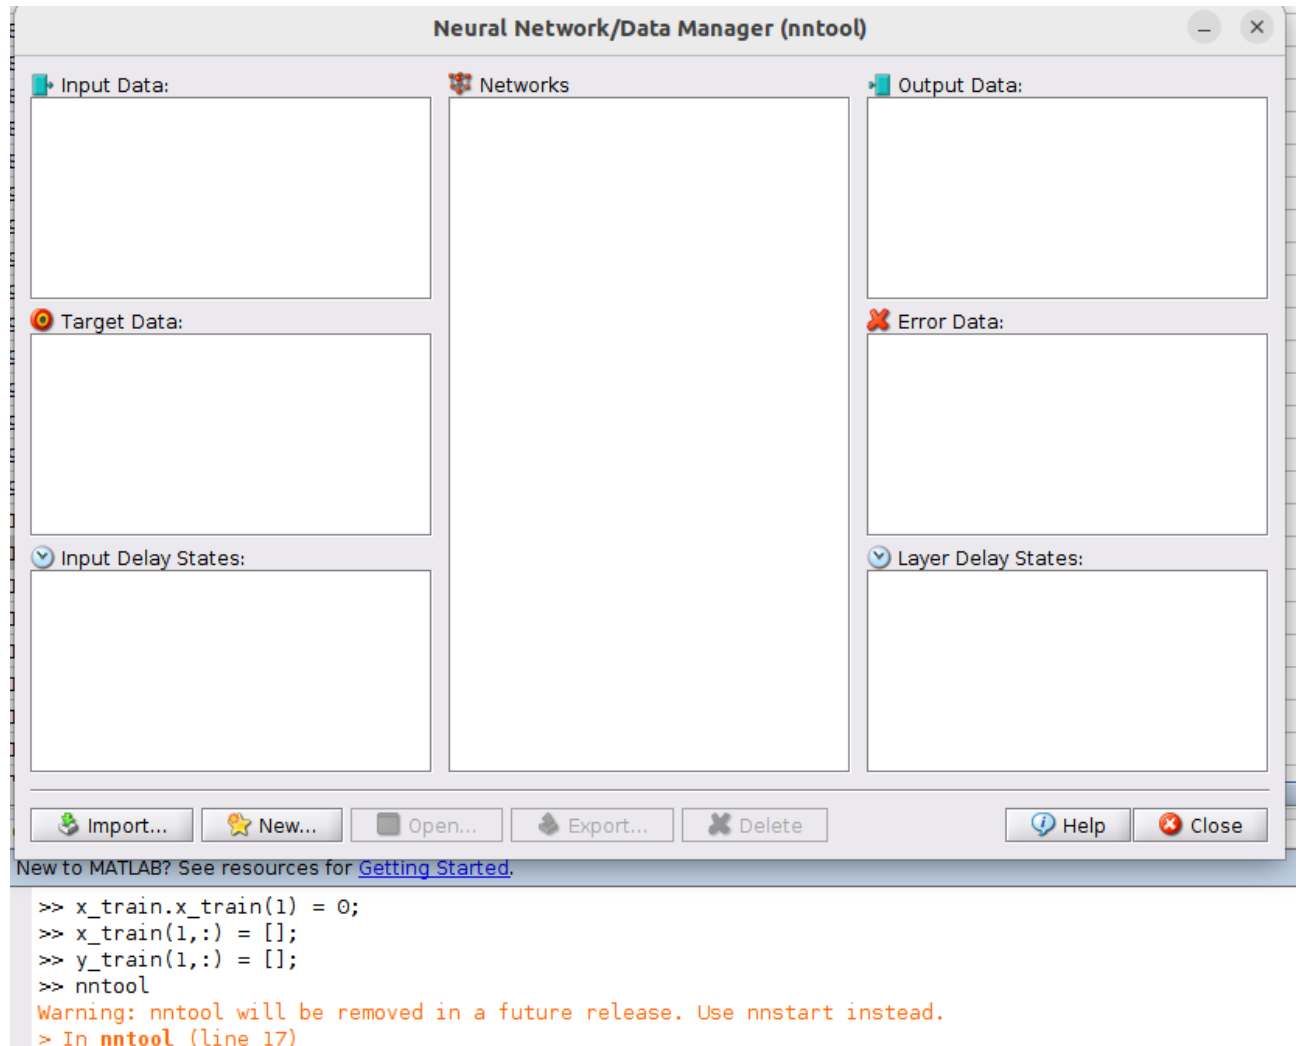 Neural Network/Data Manager (nntool)
Input Data:
Networks
Output Data:
Target Data:
Error Data:
Input Delay States:
Layer Delay States:
Import...
New...
Open...
Export...
Delete
Help
Close
New to MATLAB? See resources for Getting Started.
>> x_train.x_train(1) = 0;
>> x_train(1,:) = [];
>> y_train(1,:) = [];
>> nntool
Warning: nntool will be removed in a future release. Use nnstart instead.
> In nntool (line 17)